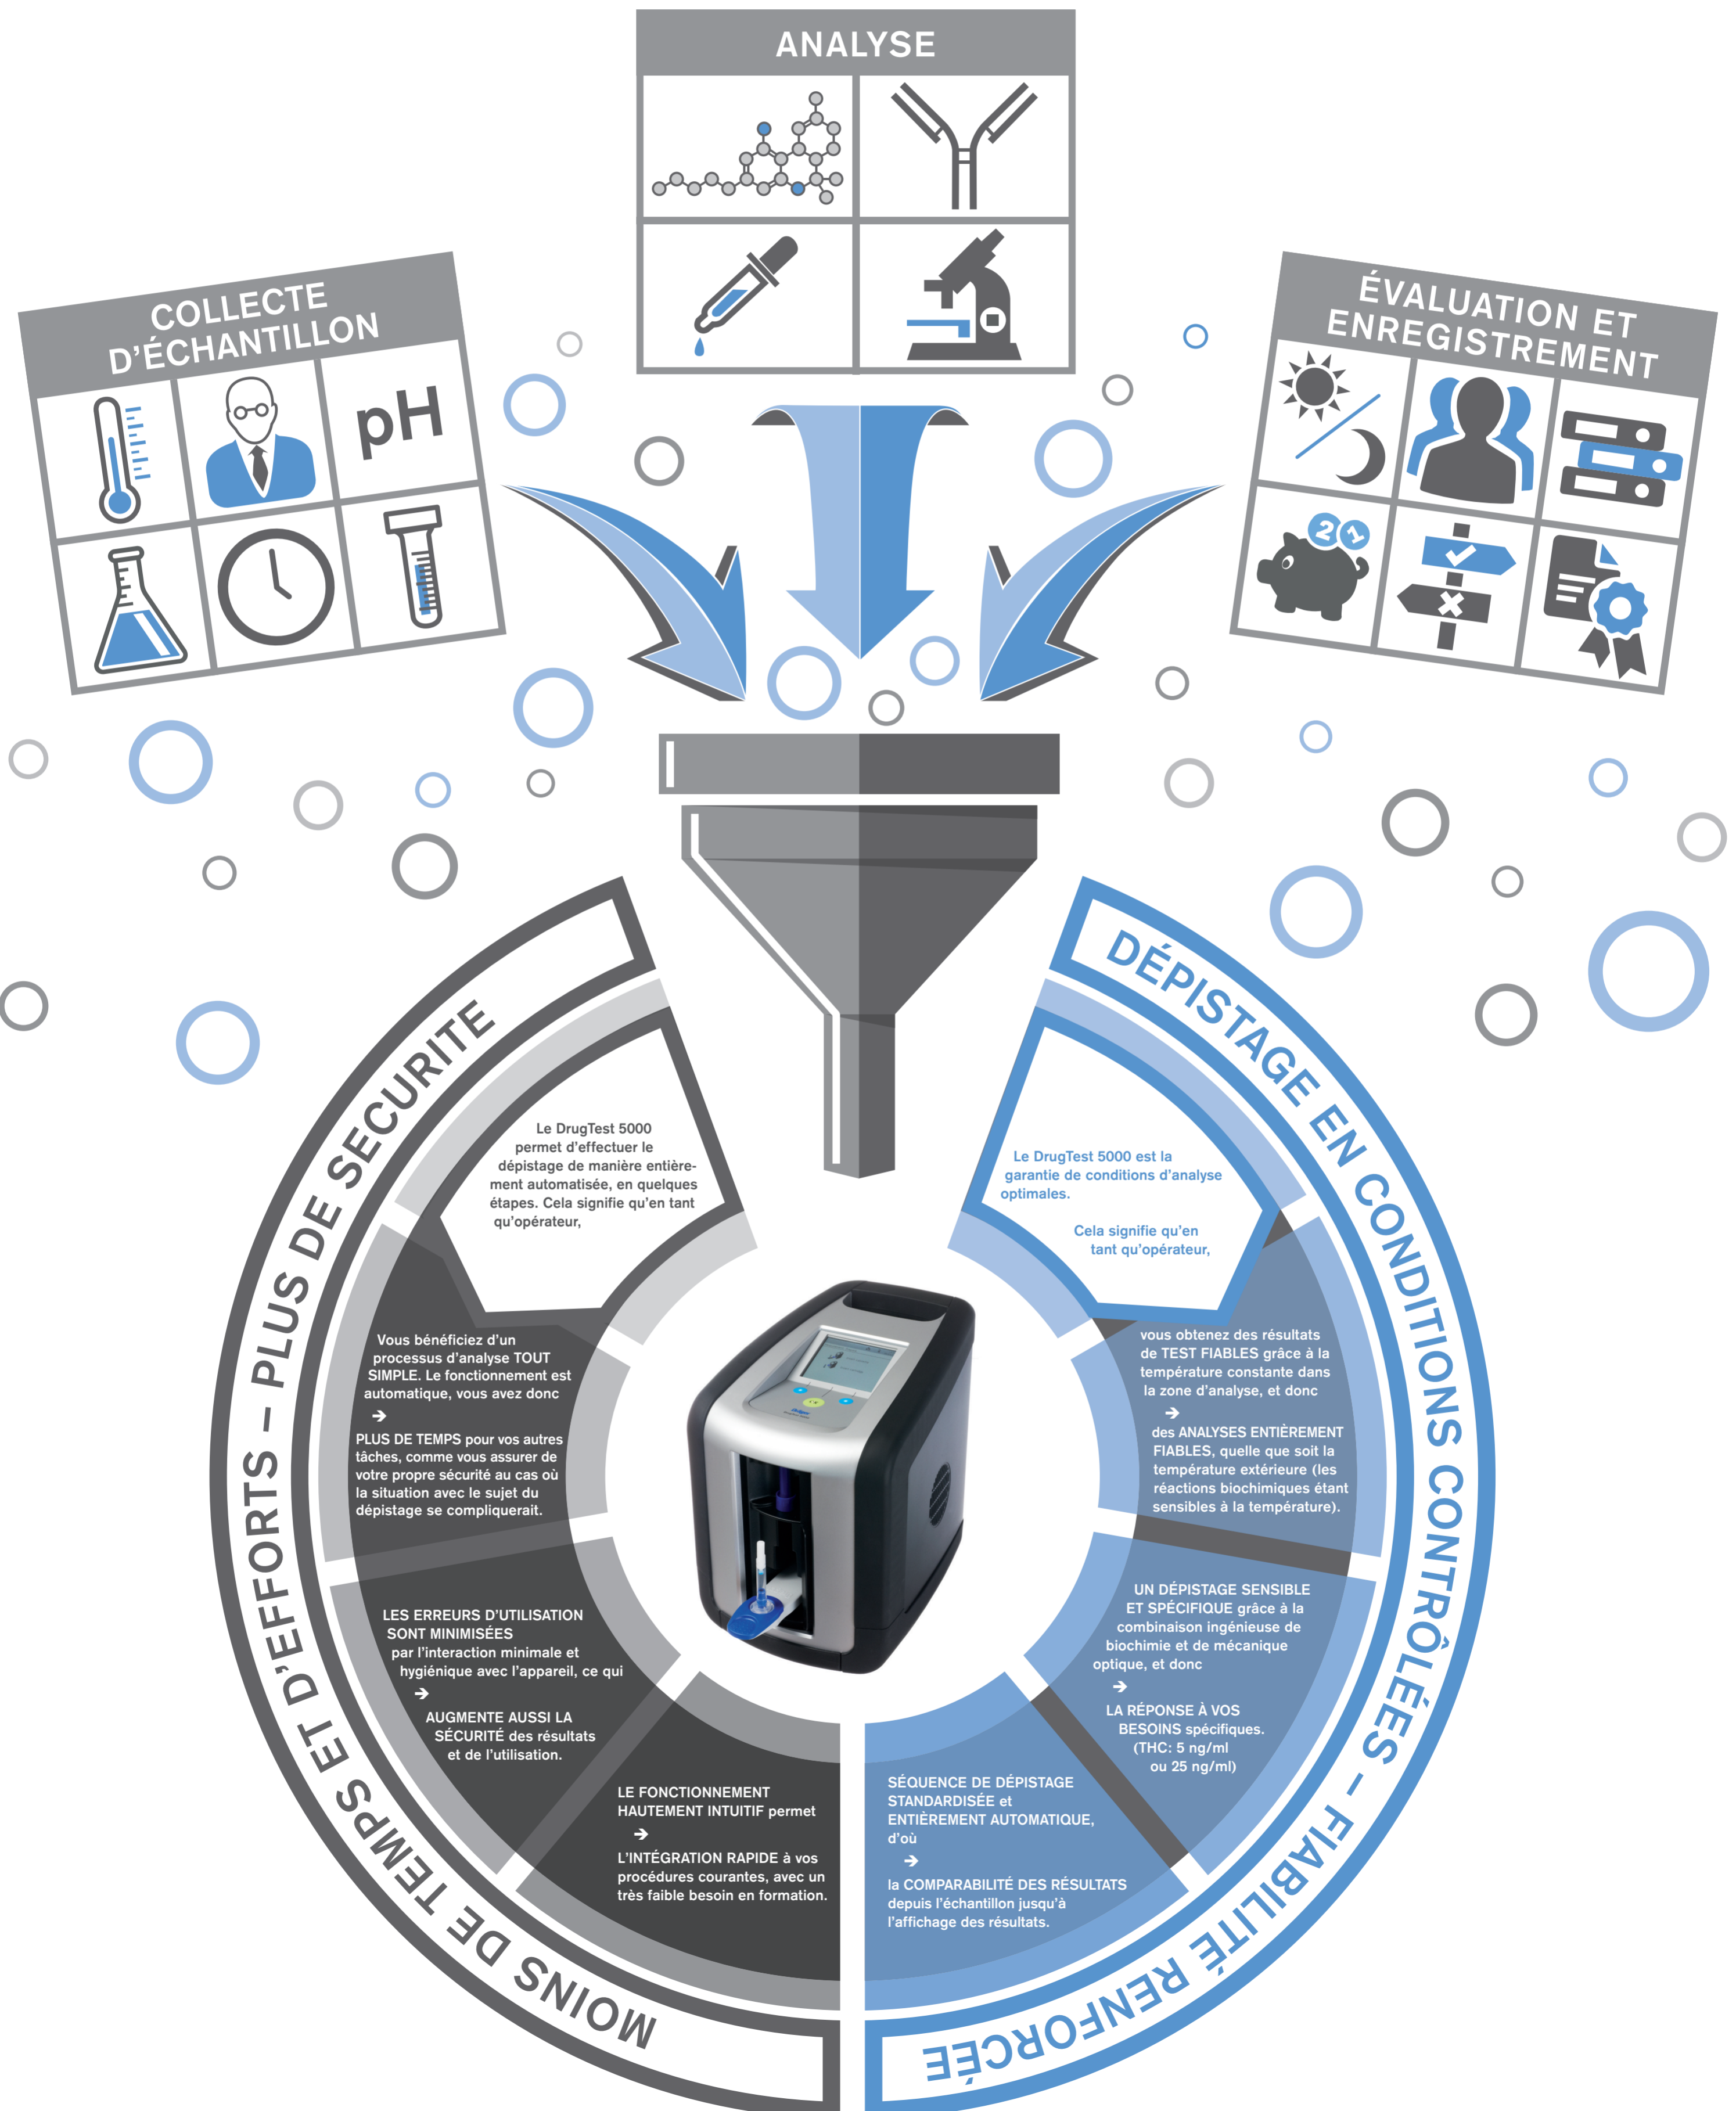 ANALYSE
COLLECTE
D'ÉCHANTILLON
pH
ÉVALUATION ET
ENREGISTREMENT
2 1
MOINS DE TEMPS ET D'EFFORTS – PLUS DE SECURITE
Le DrugTest 5000
permet d'effectuer le
dépistage de manière entière-
ment automatisée, en quelques
étapes. Cela signifie qu'en tant
qu'opérateur,
Vous bénéficiez d'un
processus d'analyse TOUT
SIMPLE. Le fonctionnement est
automatique, vous avez donc
→
PLUS DE TEMPS pour vos autres
tâches, comme vous assurer de
votre propre sécurité au cas où
la situation avec le sujet du
dépistage se compliquerait.
LES ERREURS D'UTILISATION
SONT MINIMISÉES
par l'interaction minimale et
hygiénique avec l'appareil, ce qui
→
AUGMENTE AUSSI LA
SÉCURITÉ des résultats
et de l'utilisation.
LE FONCTIONNEMENT
HAUTEMENT INTUITIF permet
→
L'INTÉGRATION RAPIDE à vos
procédures courantes, avec un
très faible besoin en formation.
DÉPISTAGE EN CONDITIONS CONTRÔLÉES – FIABILITÉ RENFORCÉE
Le DrugTest 5000 est la
garantie de conditions d'analyse
optimales.
Cela signifie qu'en
tant qu'opérateur,
vous obtenez des résultats
de TEST FIABLES grâce à la
température constante dans
la zone d'analyse, et donc
→
des ANALYSES ENTIÈREMENT
FIABLES, quelle que soit la
température extérieure (les
réactions biochimiques étant
sensibles à la température).
UN DÉPISTAGE SENSIBLE
ET SPÉCIFIQUE grâce à la
combinaison ingénieuse de
biochimie et de mécanique
optique, et donc
→
LA RÉPONSE À VOS
BESOINS spécifiques.
(THC: 5 ng/ml
ou 25 ng/ml)
SÉQUENCE DE DÉPISTAGE
STANDARDISÉE et
ENTIÈREMENT AUTOMATIQUE,
d'où
→
la COMPARABILITÉ DES RÉSULTATS
depuis l'échantillon jusqu'à
l'affichage des résultats.